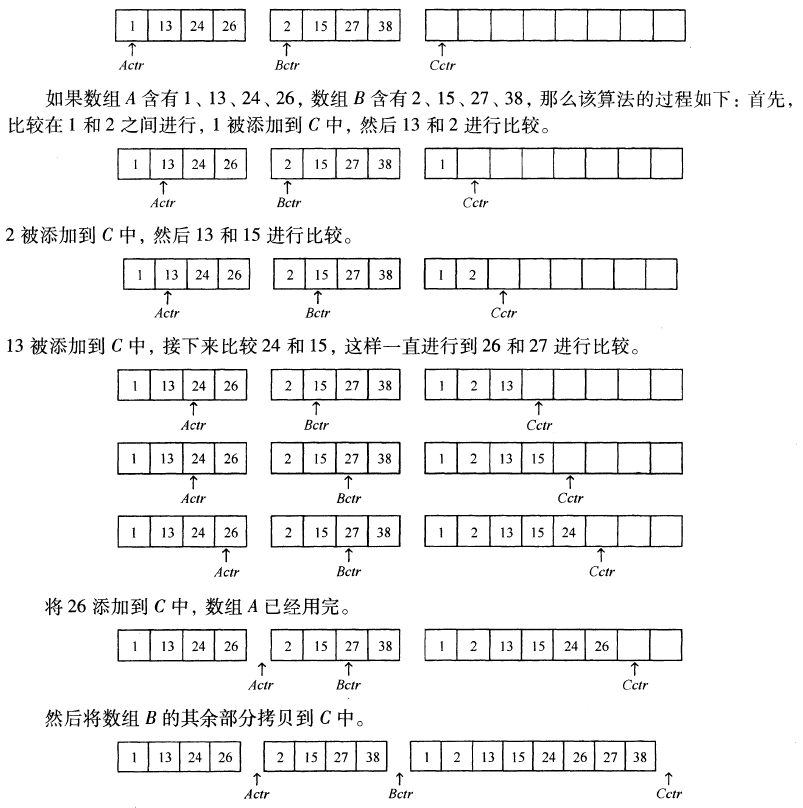 1 13 24 26 2 15 27 38
Actr Bctr Cctr
如果数组 A 含有 1、13、24、26，数组 B 含有 2、15、27、38，那么该算法的过程如下：首先，
比较在 1 和 2 之间进行，1 被添加到 C 中，然后 13 和 2 进行比较。
1 13 24 26 2 15 27 38 1
Actr Bctr Cctr
2 被添加到 C 中，然后 13 和 15 进行比较。
1 13 24 26 2 15 27 38 1 2
Actr Bctr Cctr
13 被添加到 C 中，接下来比较 24 和 15，这样一直进行到 26 和 27 进行比较。
1 13 24 26 2 15 27 38 1 2 13
Actr Bctr Cctr
1 13 24 26 2 15 27 38 1 2 13 15
Actr Bctr Cctr
1 13 24 26 2 15 27 38 1 2 13 15 24
Actr Bctr Cctr
将 26 添加到 C 中，数组 A 已经用完。
1 13 24 26 2 15 27 38 1 2 13 15 24 26
Actr Bctr Cctr
然后将数组 B 的其余部分拷贝到 C 中。
1 13 24 26 2 15 27 38 1 2 13 15 24 26 27 38
Actr Bctr Cctr